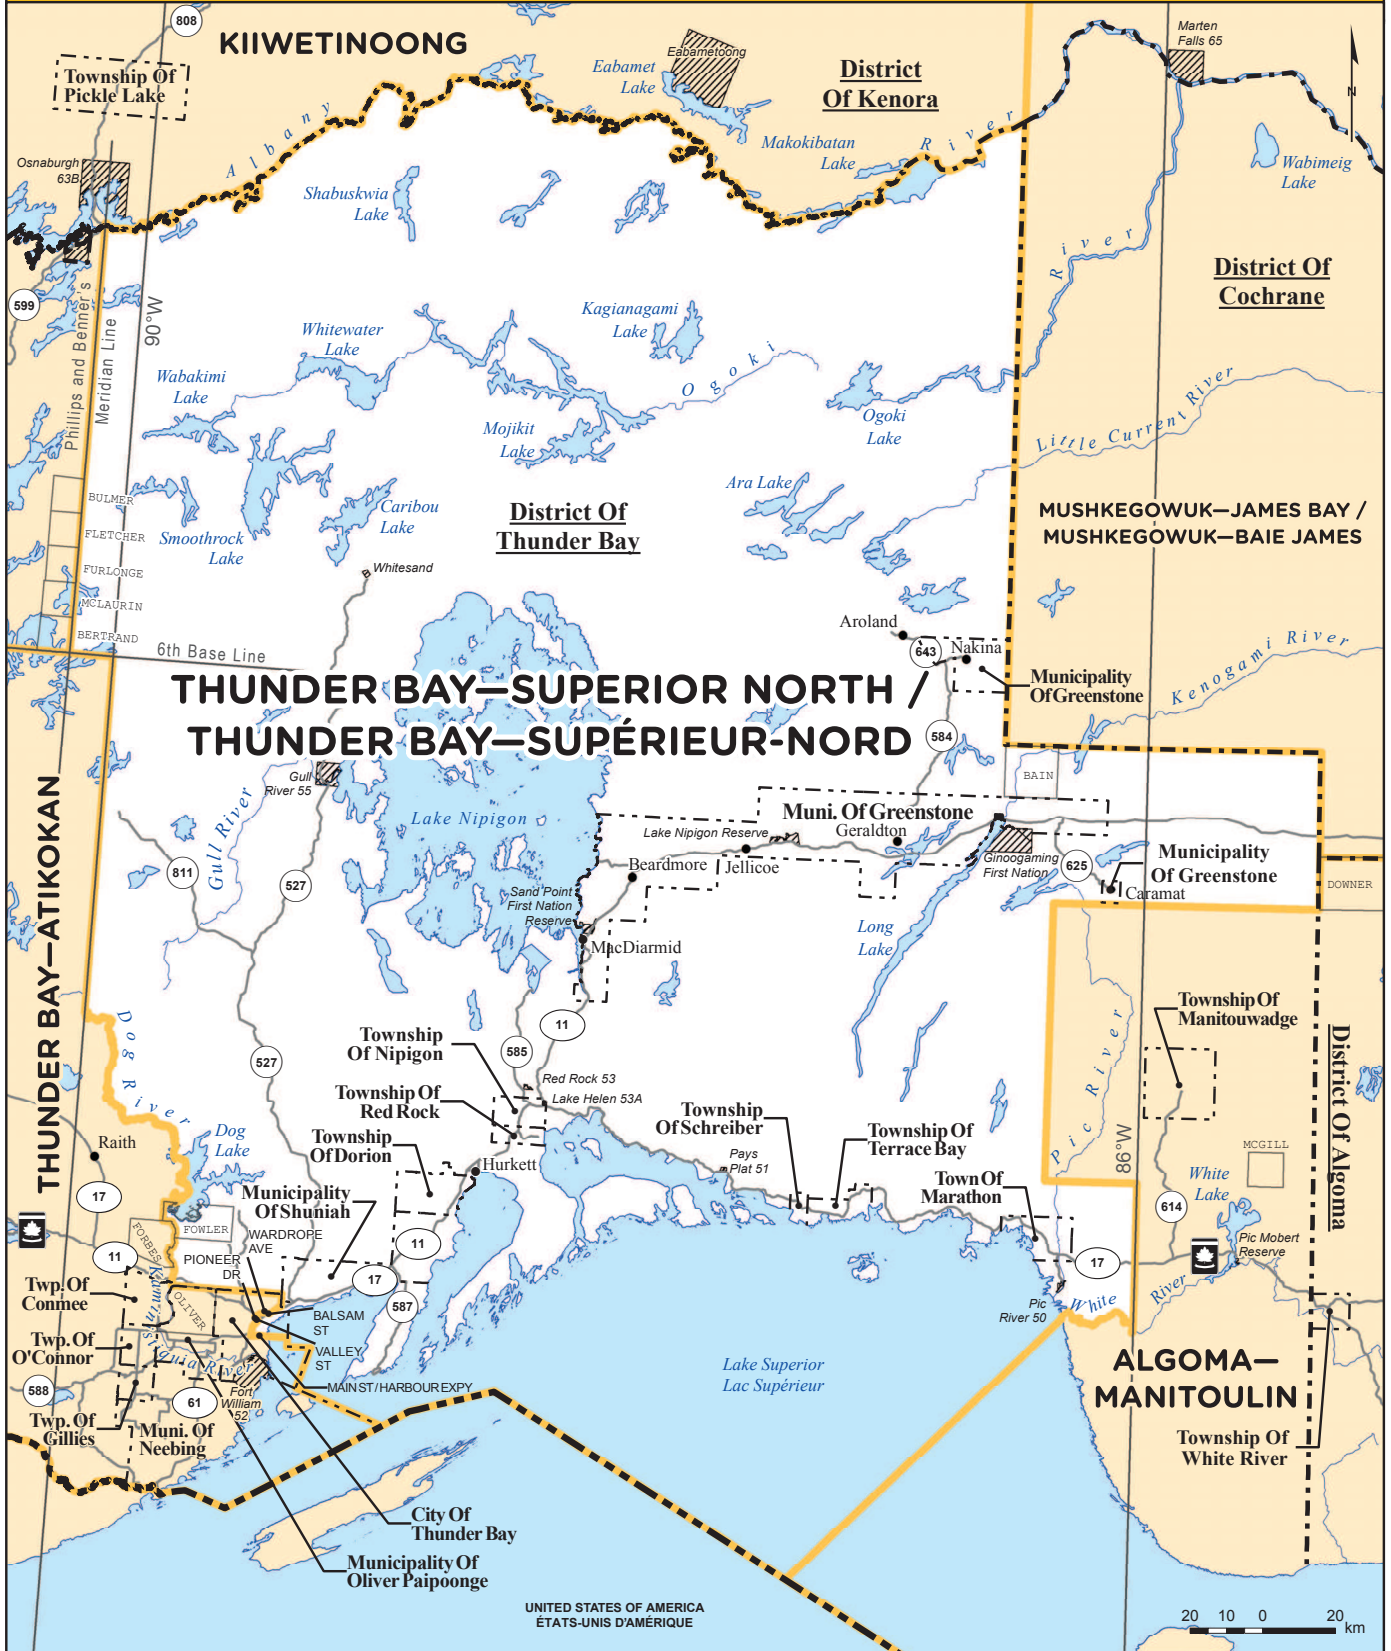 808
KIIWETINOONG
Township Of
Pickle Lake
Osnaburgh
63B
599
A l b a n y
R i v e r
Eabamet
Lake
Eabametoong
District
Of Kenora
Makokibatan
Lake
Marten
Falls 65
N
Wabimeig
Lake
District Of
Cochrane
Shabuskwia
Lake
Phillips and Benner's
Meridian Line
90°W
Whitewater
Lake
Kagianagami
Lake
Wabakimi
Lake
Mojikit
Lake
O g o k i
R i v e r
Ogoki
Lake
Little Current River
Ara Lake
MUSHKEGOWUK—JAMES BAY /
MUSHKEGOWUK—BAIE JAMES
BULMER
FLETCHER
FURLONGE
MCLAURIN
BERTRAND
Smoothrock
Lake
Caribou
Lake
District Of
Thunder Bay
Whitesand
6th Base Line
Aroland
643
Nakina
Municipality
Of Greenstone
Kenogami River
THUNDER BAY—SUPERIOR NORTH /
THUNDER BAY—SUPÉRIEUR-NORD
584
BAIN
Gull
River 55
Gull River
Lake Nipigon
Lake Nipigon Reserve
Muni. Of Greenstone
Geraldton
Jellicoe
Beardmore
Ginoogaming
First Nation
625
Municipality
Of Greenstone
Caramat
DOWNER
811
527
Sand Point
First Nation
Reserve
MacDiarmid
Long
Lake
THUNDER BAY—ATIKOKAN
Dog River
527
11
585
Township
Of Nipigon
Red Rock 53
Lake Helen 53A
Township Of
Red Rock
Township
Of Dorion
Hurkett
Township
Of Schreiber
Pays
Plat 51
Township Of
Terrace Bay
Town Of
Marathon
Pic River
86°W
Township Of
Manitouwadge
District Of Algoma
MCGILL
White
Lake
614
Pic Mobert
Reserve
17
Pic
River 50
White
River
Raith
17
11
Dog
Lake
Municipality
Of Shuniah
FORBES
FOWLER
WARDROPE
AVE
PIONEER
DR
11
17
587
Twp. Of
Conmee
OLIVER
Kaministiquia River
BALSAM
ST
VALLEY
ST
MAIN ST / HARBOUR EXPY
Twp. Of
O'Connor
588
61
Fort
William
52
Twp. Of
Gillies
Muni. Of
Neebing
Lake Superior
Lac Supérieur
ALGOMA—
MANITOULIN
Township Of
White River
City Of
Thunder Bay
Municipality Of
Oliver Paipoonge
UNITED STATES OF AMERICA
ÉTATS-UNIS D'AMÉRIQUE
20 10 0 20
km